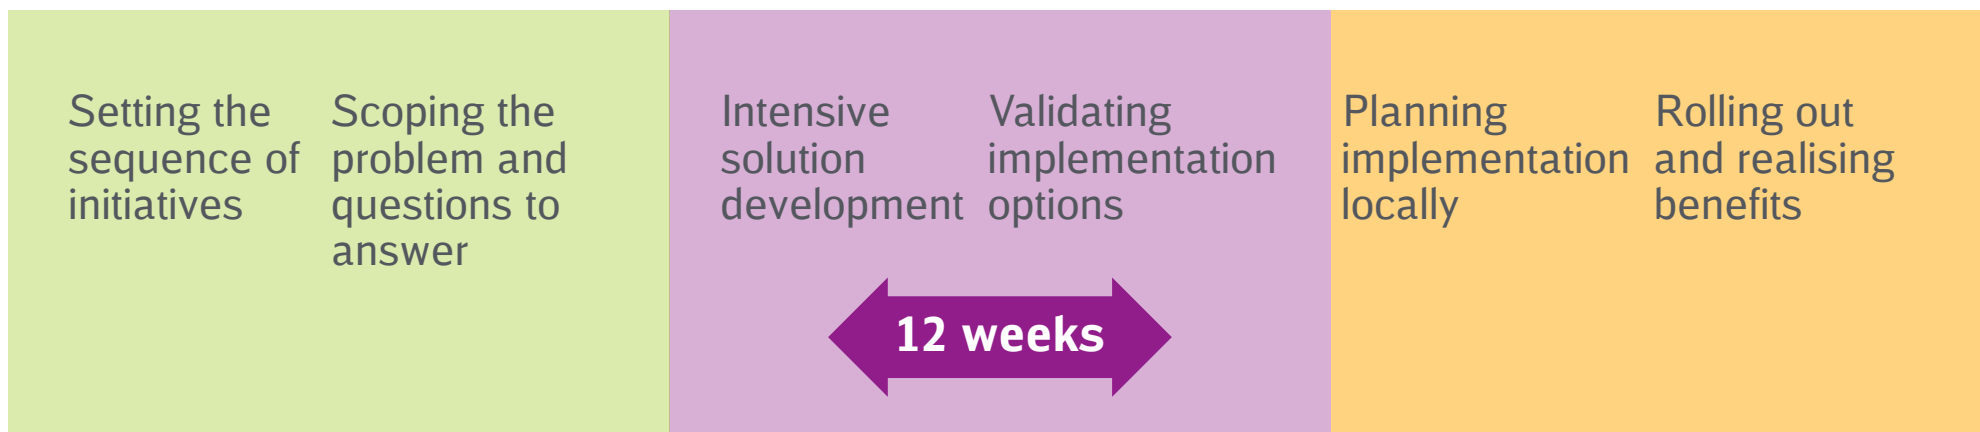 Setting the
sequence of
initiatives
Scoping the
problem and
questions to
answer
Intensive
solution
development
Validating
implementation
options
12 weeks
Planning
implementation
locally
Rolling out
and realising
benefits